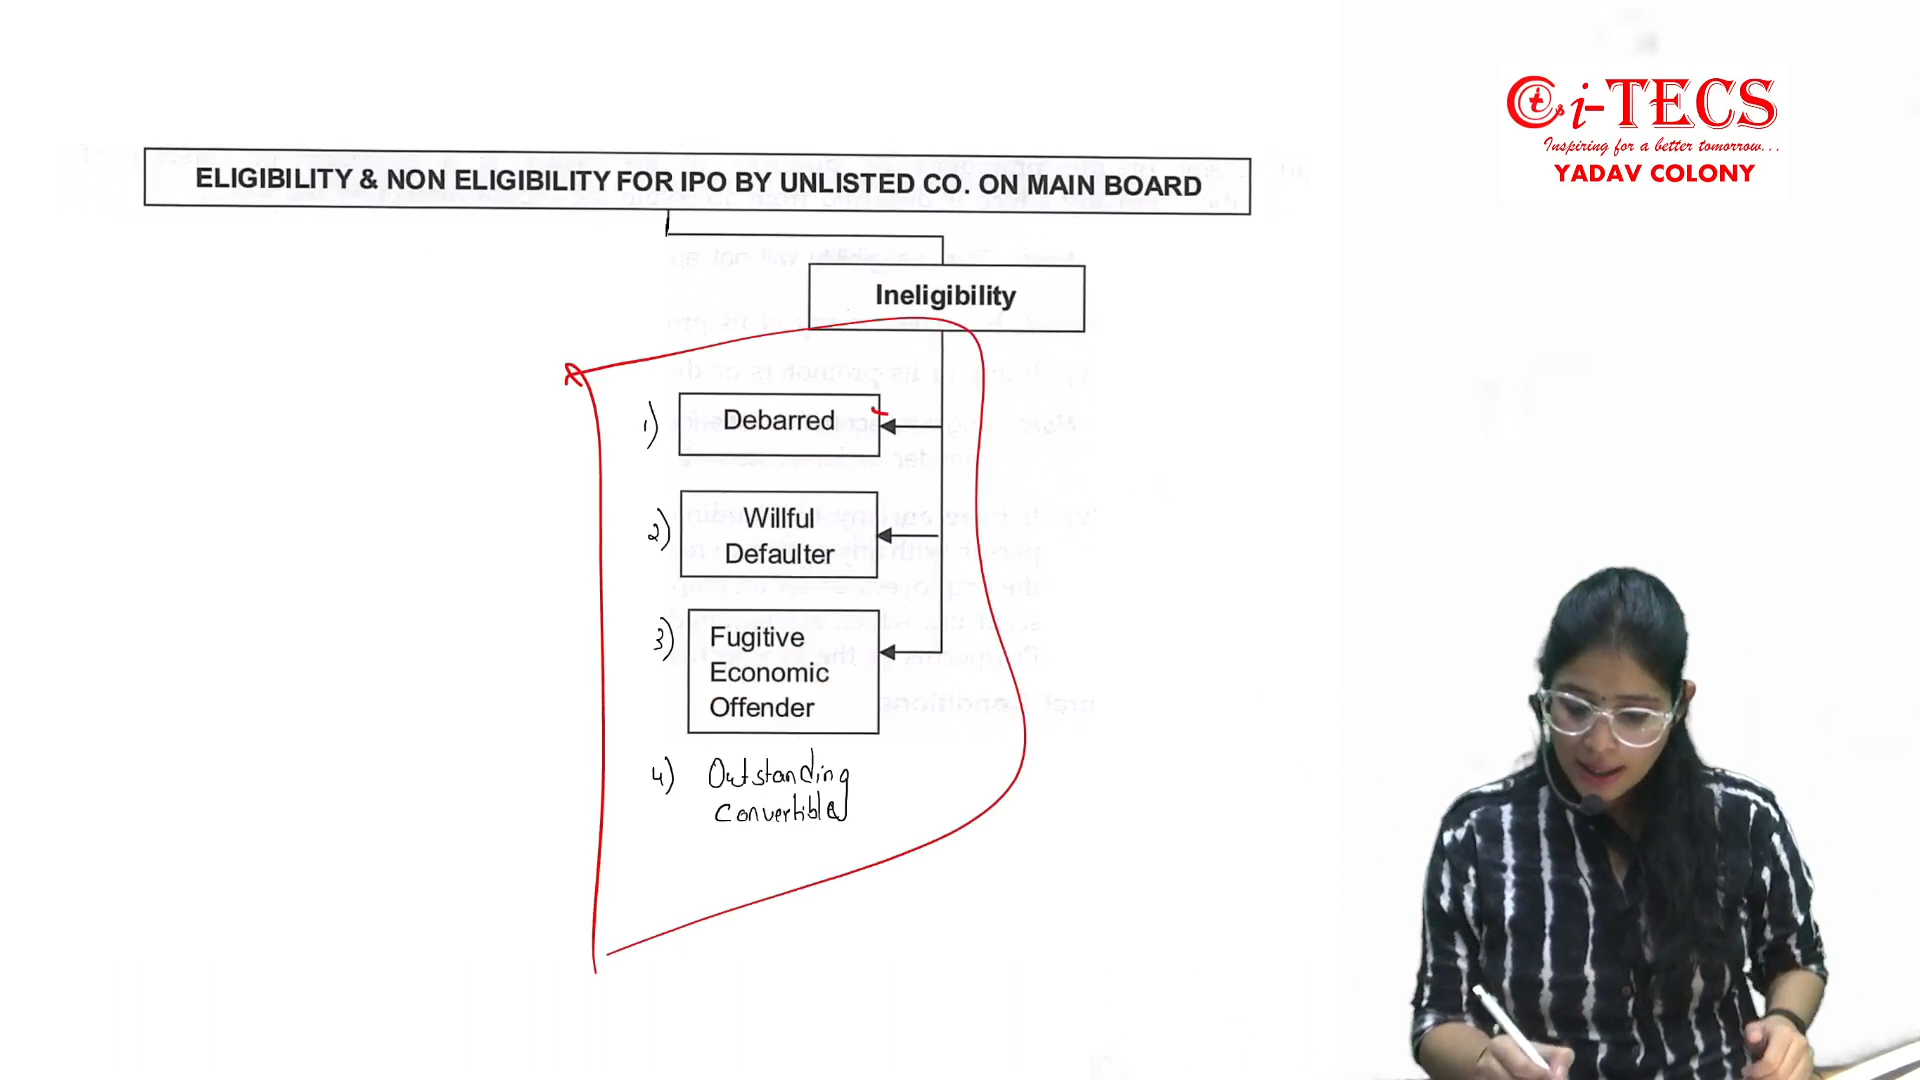 i-TECS
Inspiring for a better tomorrow...
YADAV COLONY
ELIGIBILITY & NON ELIGIBILITY FOR IPO BY UNLISTED CO. ON MAIN BOARD
Ineligibility
1) Debarred
2) Willful
Defaulter
3) Fugitive
Economic
Offender
4) Outstanding
Convertibles